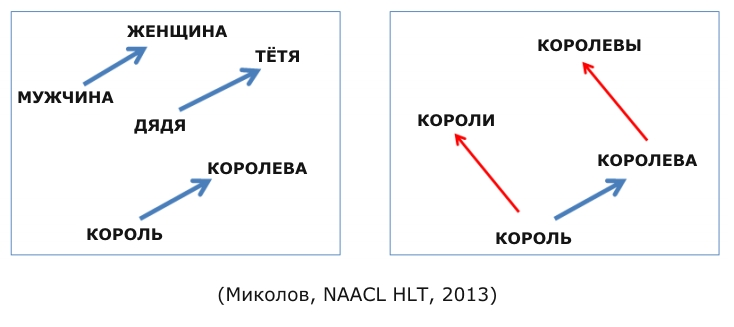 ЖЕНЩИНА
ТЁТЯ
МУЖЧИНА
ДЯДЯ
КОРОЛЕВА
КОРОЛЬ
КОРОЛЕВЫ
КОРОЛИ
КОРОЛЕВА
КОРОЛЬ
(Миколов, NAACL HLT, 2013)